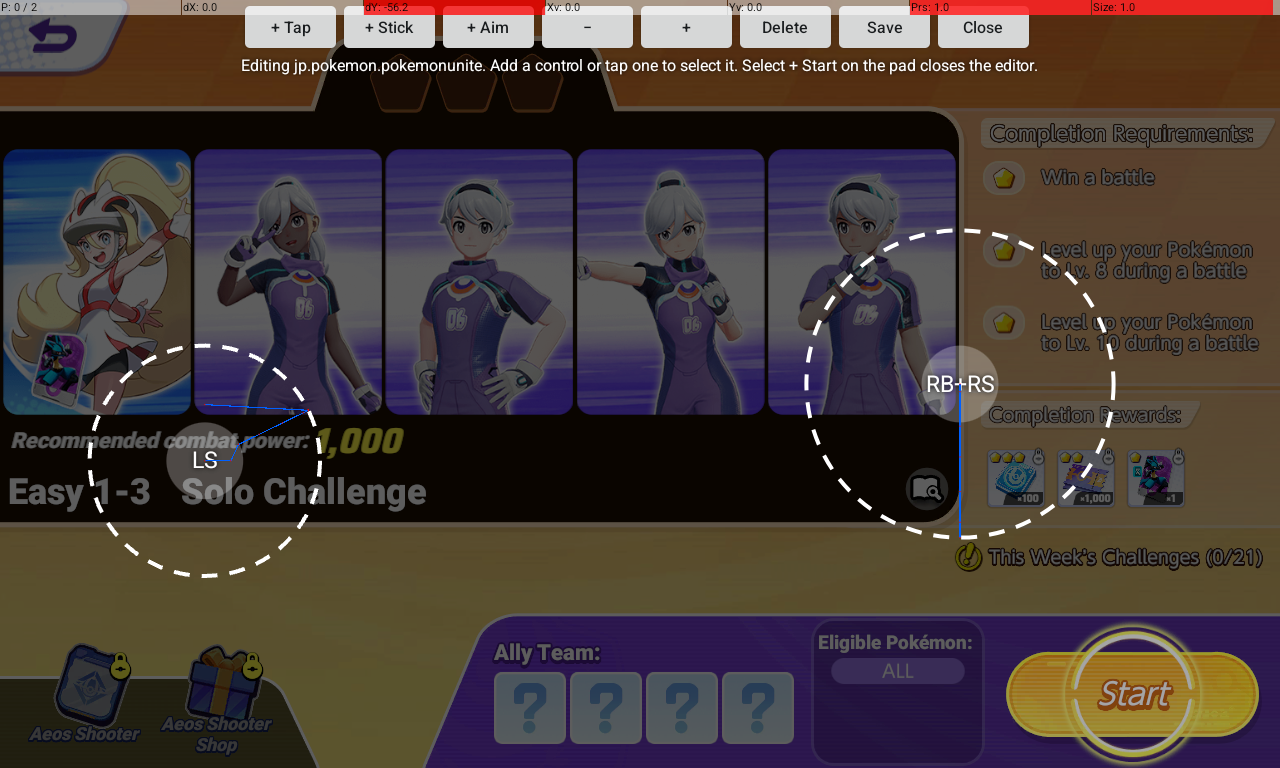 P: 0 / 2 dX: 0.0 dY: -56.2 Xv: 0.0 Yv: 0.0 Prs: 1.0 Size: 1.0
+ Tap + Stick + Aim − + Delete Save Close
Editing jp.pokemon.pokemonunite. Add a control or tap one to select it. Select + Start on the pad closes the editor.
Completion Requirements:
Win a battle
Level up your Pokémon
to Lv. 8 during a battle
Level up your Pokémon
to Lv. 10 during a battle
D6 D6 D6 D6
RB+RS
Completion Rewards:
×100 ×1,000 ×1
Recommended combat power: 1,000
LS
Easy 1-3 Solo Challenge
This Week's Challenges (0/21)
Ally Team:
? ? ? ?
Eligible Pokémon:
ALL
Start
Aeos Shooter
Aeos Shooter
Shop